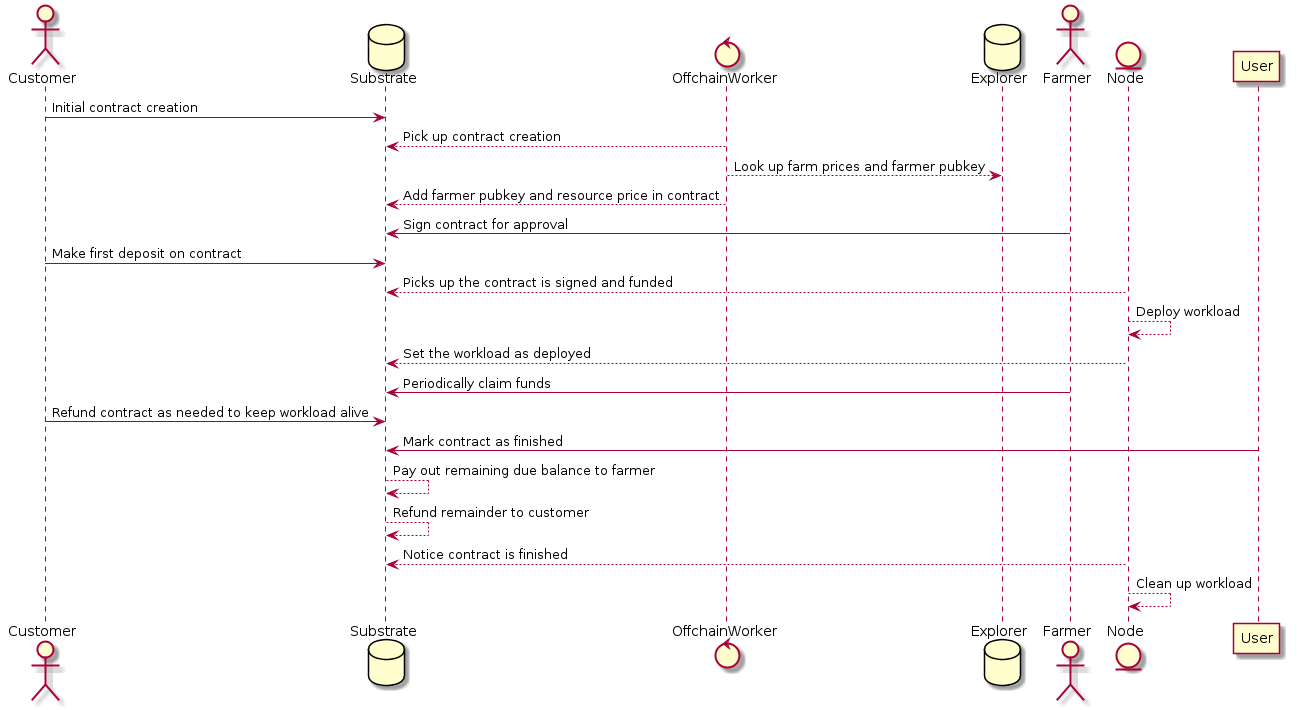 Customer
Substrate
OffchainWorker
Explorer
Farmer
Node
User
Initial contract creation
Pick up contract creation
Look up farm prices and farmer pubkey
Add farmer pubkey and resource price in contract
Sign contract for approval
Make first deposit on contract
Picks up the contract is signed and funded
Deploy workload
Set the workload as deployed
Periodically claim funds
Refund contract as needed to keep workload alive
Mark contract as finished
Pay out remaining due balance to farmer
Refund remainder to customer
Notice contract is finished
Clean up workload
Customer
Substrate
OffchainWorker
Explorer
Farmer
Node
User